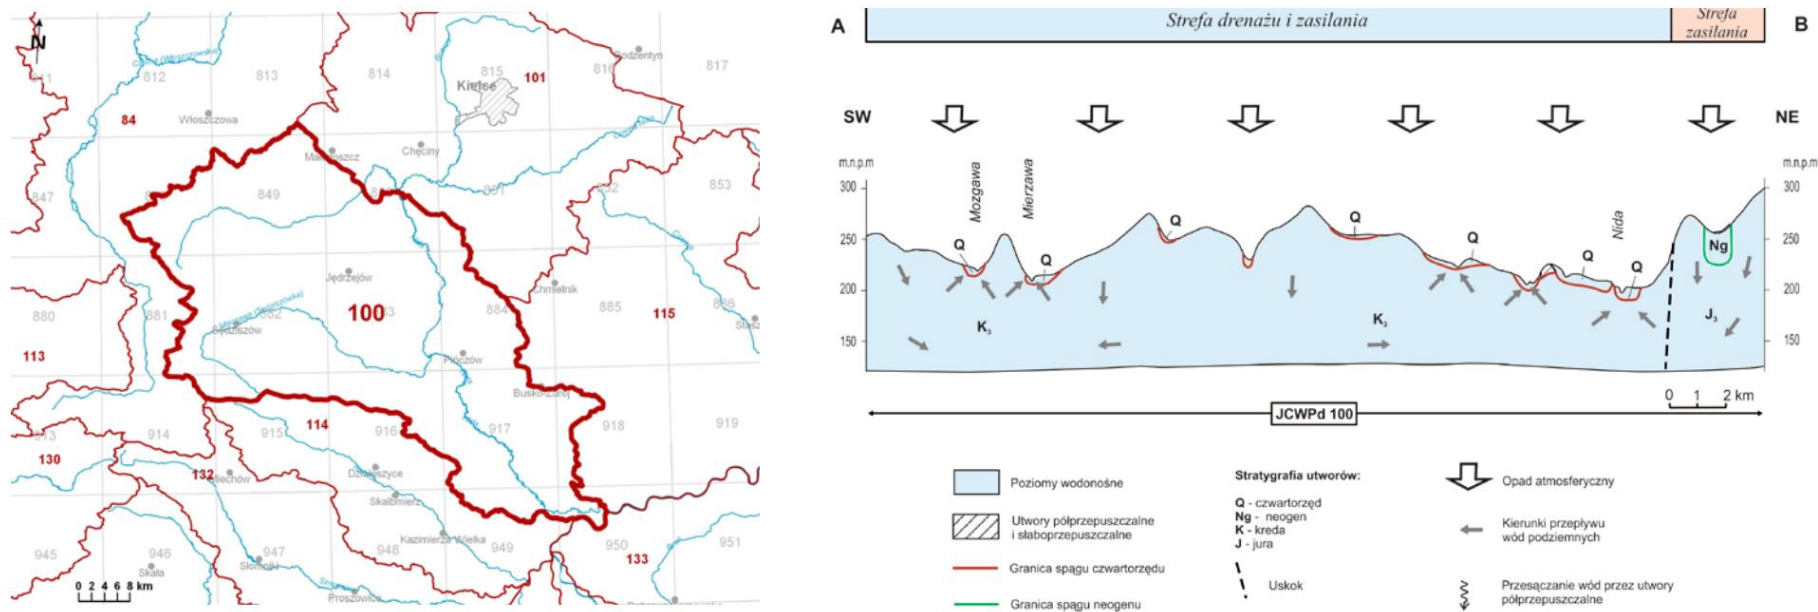 N
811
812
813
814
815
816
817
Kielce
101
84
Włoszczowa
Chęciny
847
849
853
Jędrzejów
100
Chmielnik
880
881
884
885
886
115
Sędziszów
113
Pińczów
Busko-Zdrój
114
914
915
916
917
918
919
130
132
Działoszyce
Skalbmierz
Kazimierza Wielka
945
946
947
948
949
950
951
133
Skała
Słomniki
Proszowice
0 2 4 6 8 km
A
Strefa drenażu i zasilania
Strefa
zasilania
B
SW
NE
m.n.p.m
m.n.p.m
300
250
200
150
300
250
200
150
Mozgawa
Mierzawa
Nida
Q
Q
Q
Q
Q
Q
Q
Ng
K3
K3
J3
0 1 2 km
JCWPd 100
Poziomy wodonośne
Utwory półprzepuszczalne
i słaboprzepuszczalne
Granica spągu czwartorzędu
Granica spągu neogenu
Stratygrafia utworów:
Q - czwartorzęd
Ng - neogen
K - kreda
J - jura
Uskok
Opad atmosferyczny
Kierunki przepływu
wód podziemnych
Przesączanie wód przez utwory
półprzepuszczalne